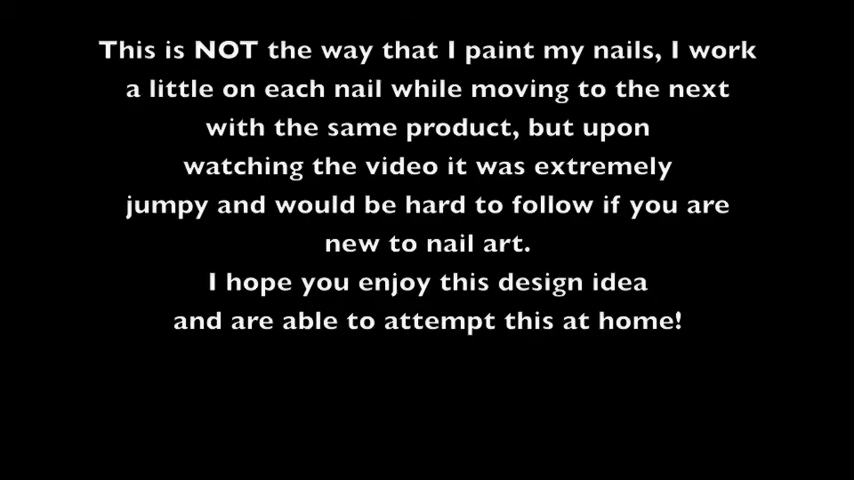 This is NOT the way that I paint my nails, I work
a little on each nail while moving to the next
with the same product, but upon
watching the video it was extremely
jumpy and would be hard to follow if you are
new to nail art.
I hope you enjoy this design idea
and are able to attempt this at home!